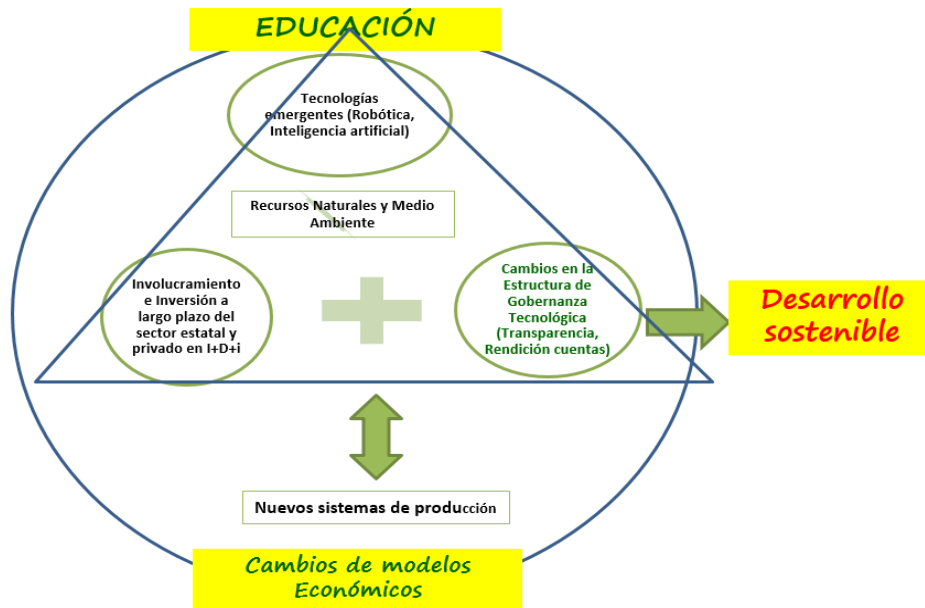 EDUCACIÓN
Tecnologías
emergentes (Robótica,
Inteligencia artificial)
Recursos Naturales y Medio
Ambiente
Involucramiento
e Inversión a
largo plazo del
sector estatal y
privado en I+D+i
Cambios en la
Estructura de
Gobernanza
Tecnológica
(Transparencia,
Rendición cuentas)
Desarrollo
sostenible
Nuevos sistemas de producción
Cambios de modelos
Económicos